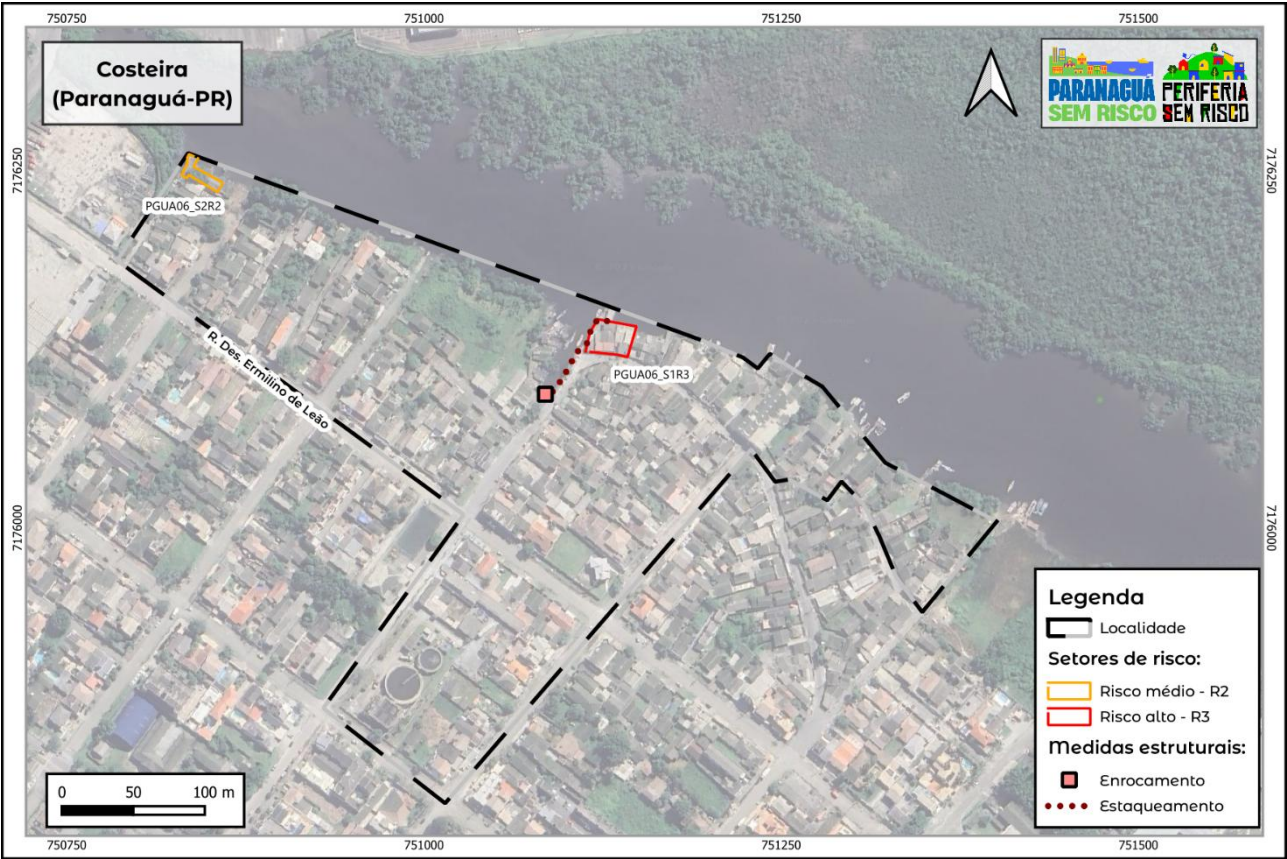 750750 751000 751250 751500
Costeira
(Paranaguá-PR)
PARANAGUÁ
SEM RISCO
PERIFERIA
SEM RISCO
7176250
7176250
PGUA06_S2R2
R. Des. Ermilino de Leão
PGUA06_S1R3
7176000
7176000
Legenda
Localidade
Setores de risco:
Risco médio - R2
Risco alto - R3
Medidas estruturais:
Enrocamento
Estaqueamento
0 50 100 m
750750 751000 751250 751500